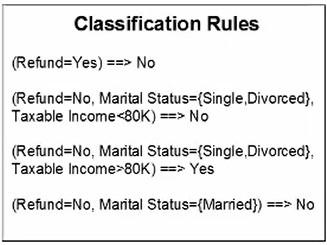 Classification Rules
(Refund=Yes) ==> No
(Refund=No, Marital Status={Single,Divorced},
Taxable Income<80K) ==> No
(Refund=No, Marital Status={Single,Divorced},
Taxable Income>80K) ==> Yes
(Refund=No, Marital Status={Married}) ==> No